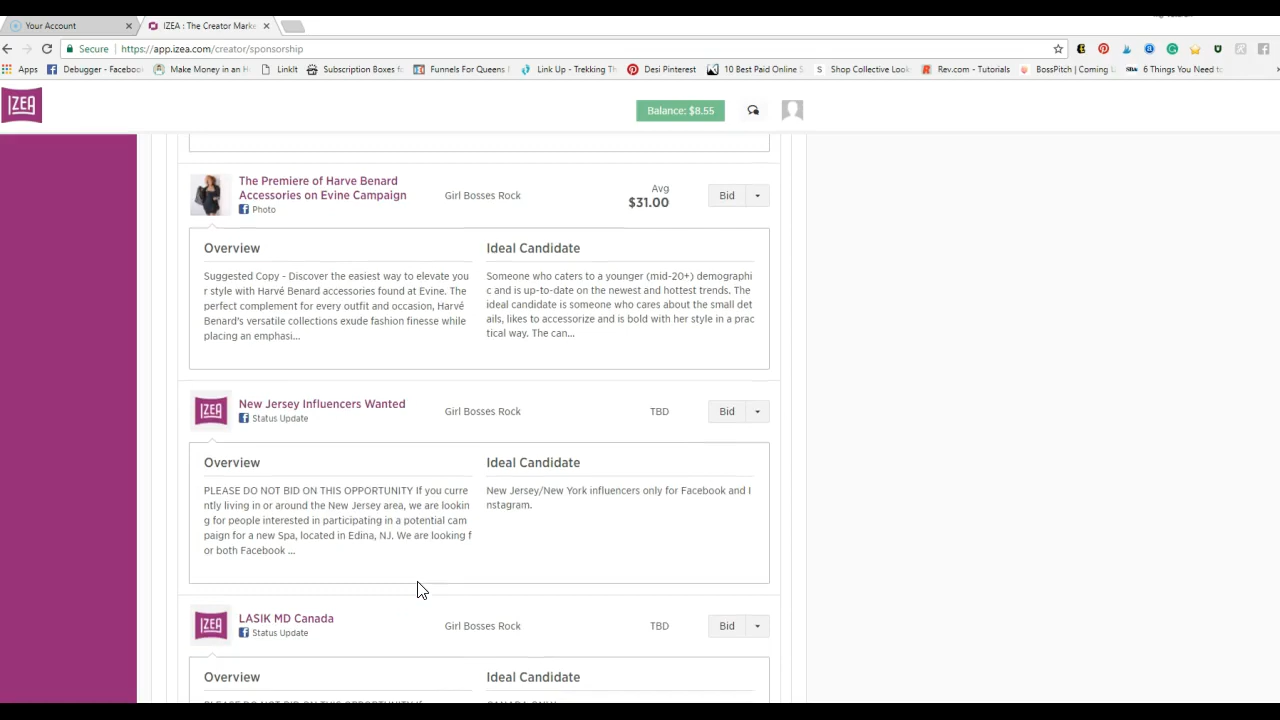 Your Account
IZEA : The Creator Marke
Secure https://app.izea.com/creator/sponsorship
Apps Debugger - Faceboo Make Money in an H LinkIt Subscription Boxes f Funnels For Queens Link Up - Trekking Th Desi Pinterest 10 Best Paid Online S Shop Collective Look Rev.com - Tutorials BossPitch | Coming 6 Things You Need to
IZEA
Balance: $8.55
The Premiere of Harve Benard
Accessories on Evine Campaign
Photo
Girl Bosses Rock
Avg
$31.00
Bid
Overview
Suggested Copy - Discover the easiest way to elevate you
r style with Harvé Benard accessories found at Evine. The
perfect complement for every outfit and occasion, Harvé
Benard's versatile collections exude fashion finesse while
placing an emphasi...
Ideal Candidate
Someone who caters to a younger (mid-20+) demographi
c and is up-to-date on the newest and hottest trends. The
ideal candidate is someone who cares about the small det
ails, likes to accessorize and is bold with her style in a prac
tical way. The can...
IZEA
New Jersey Influencers Wanted
Status Update
Girl Bosses Rock
TBD
Bid
Overview
PLEASE DO NOT BID ON THIS OPPORTUNITY If you curre
ntly living in or around the New Jersey area, we are lookin
g for people interested in participating in a potential cam
paign for a new Spa, located in Edina, NJ. We are looking f
or both Facebook ...
Ideal Candidate
New Jersey/New York influencers only for Facebook and I
nstagram.
IZEA
LASIK MD Canada
Status Update
Girl Bosses Rock
TBD
Bid
Overview
Ideal Candidate